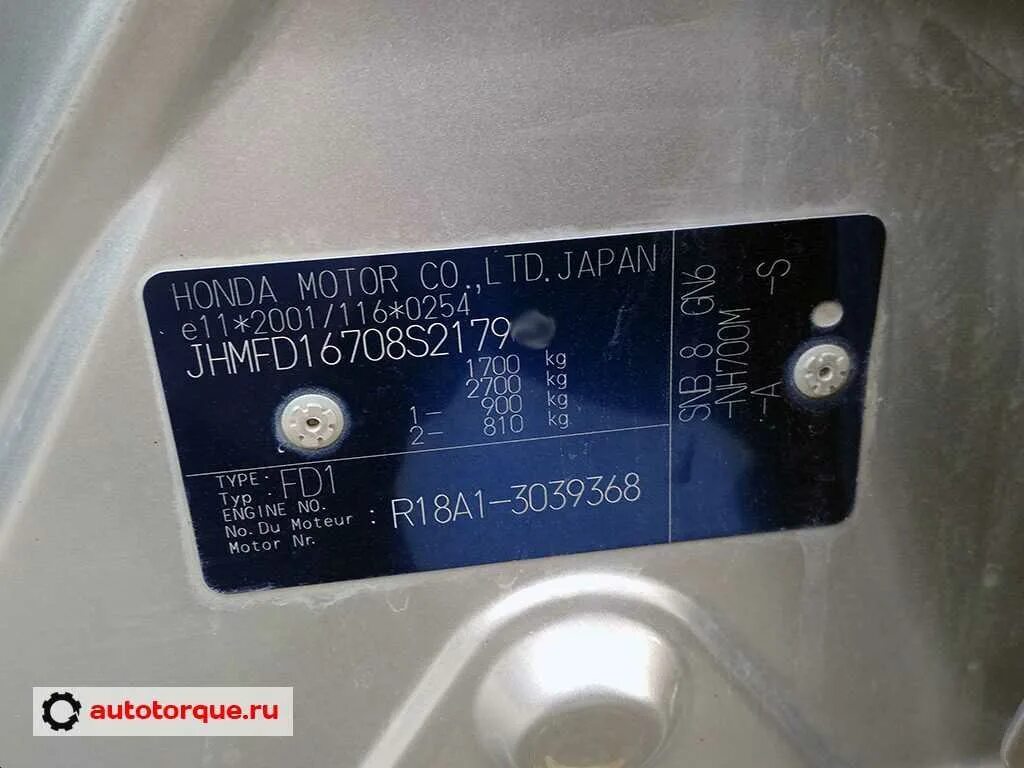 HONDA MOTOR CO.,LTD.JAPAN
e11*2001/116*0254
JHMFD16708S2179
1700 kg
2700 kg
1– 900 kg
2– 810 kg
TYPE:
Typ : FD1
ENGINE NO.
No.Du Moteur : R18A1-3039368
Motor Nr.
SNB 8 GV6
-NH700M
-A -S
autotorque.ru